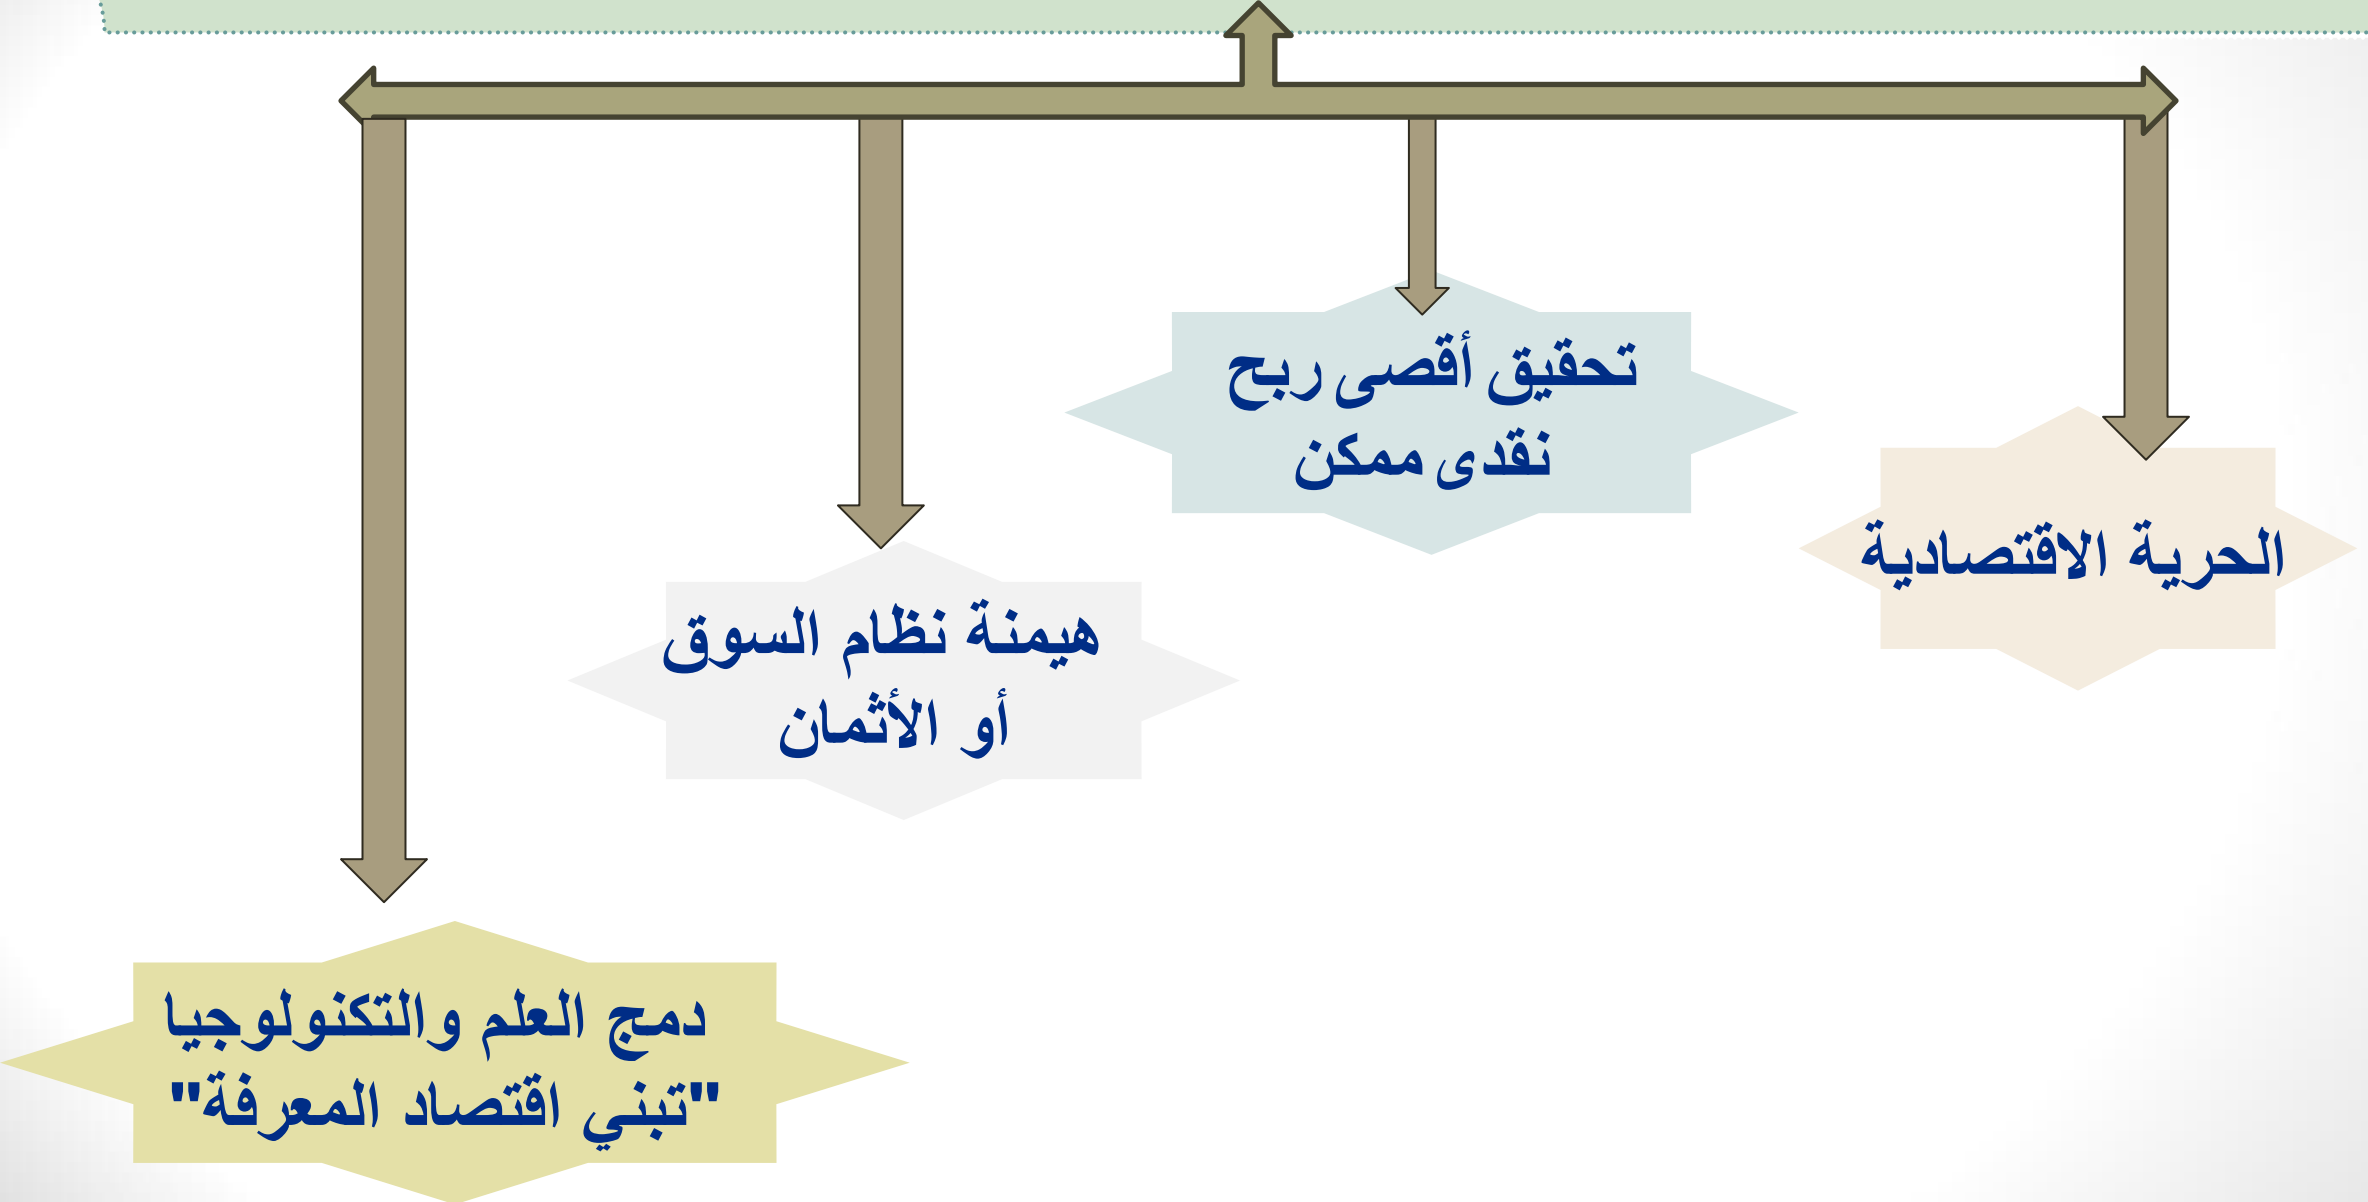 الحرية الاقتصادية
تحقيق أقصى ربح
نقدى ممكن
هيمنة نظام السوق
أو الأثمان
دمج العلم والتكنولوجيا
"تبني اقتصاد المعرفة"